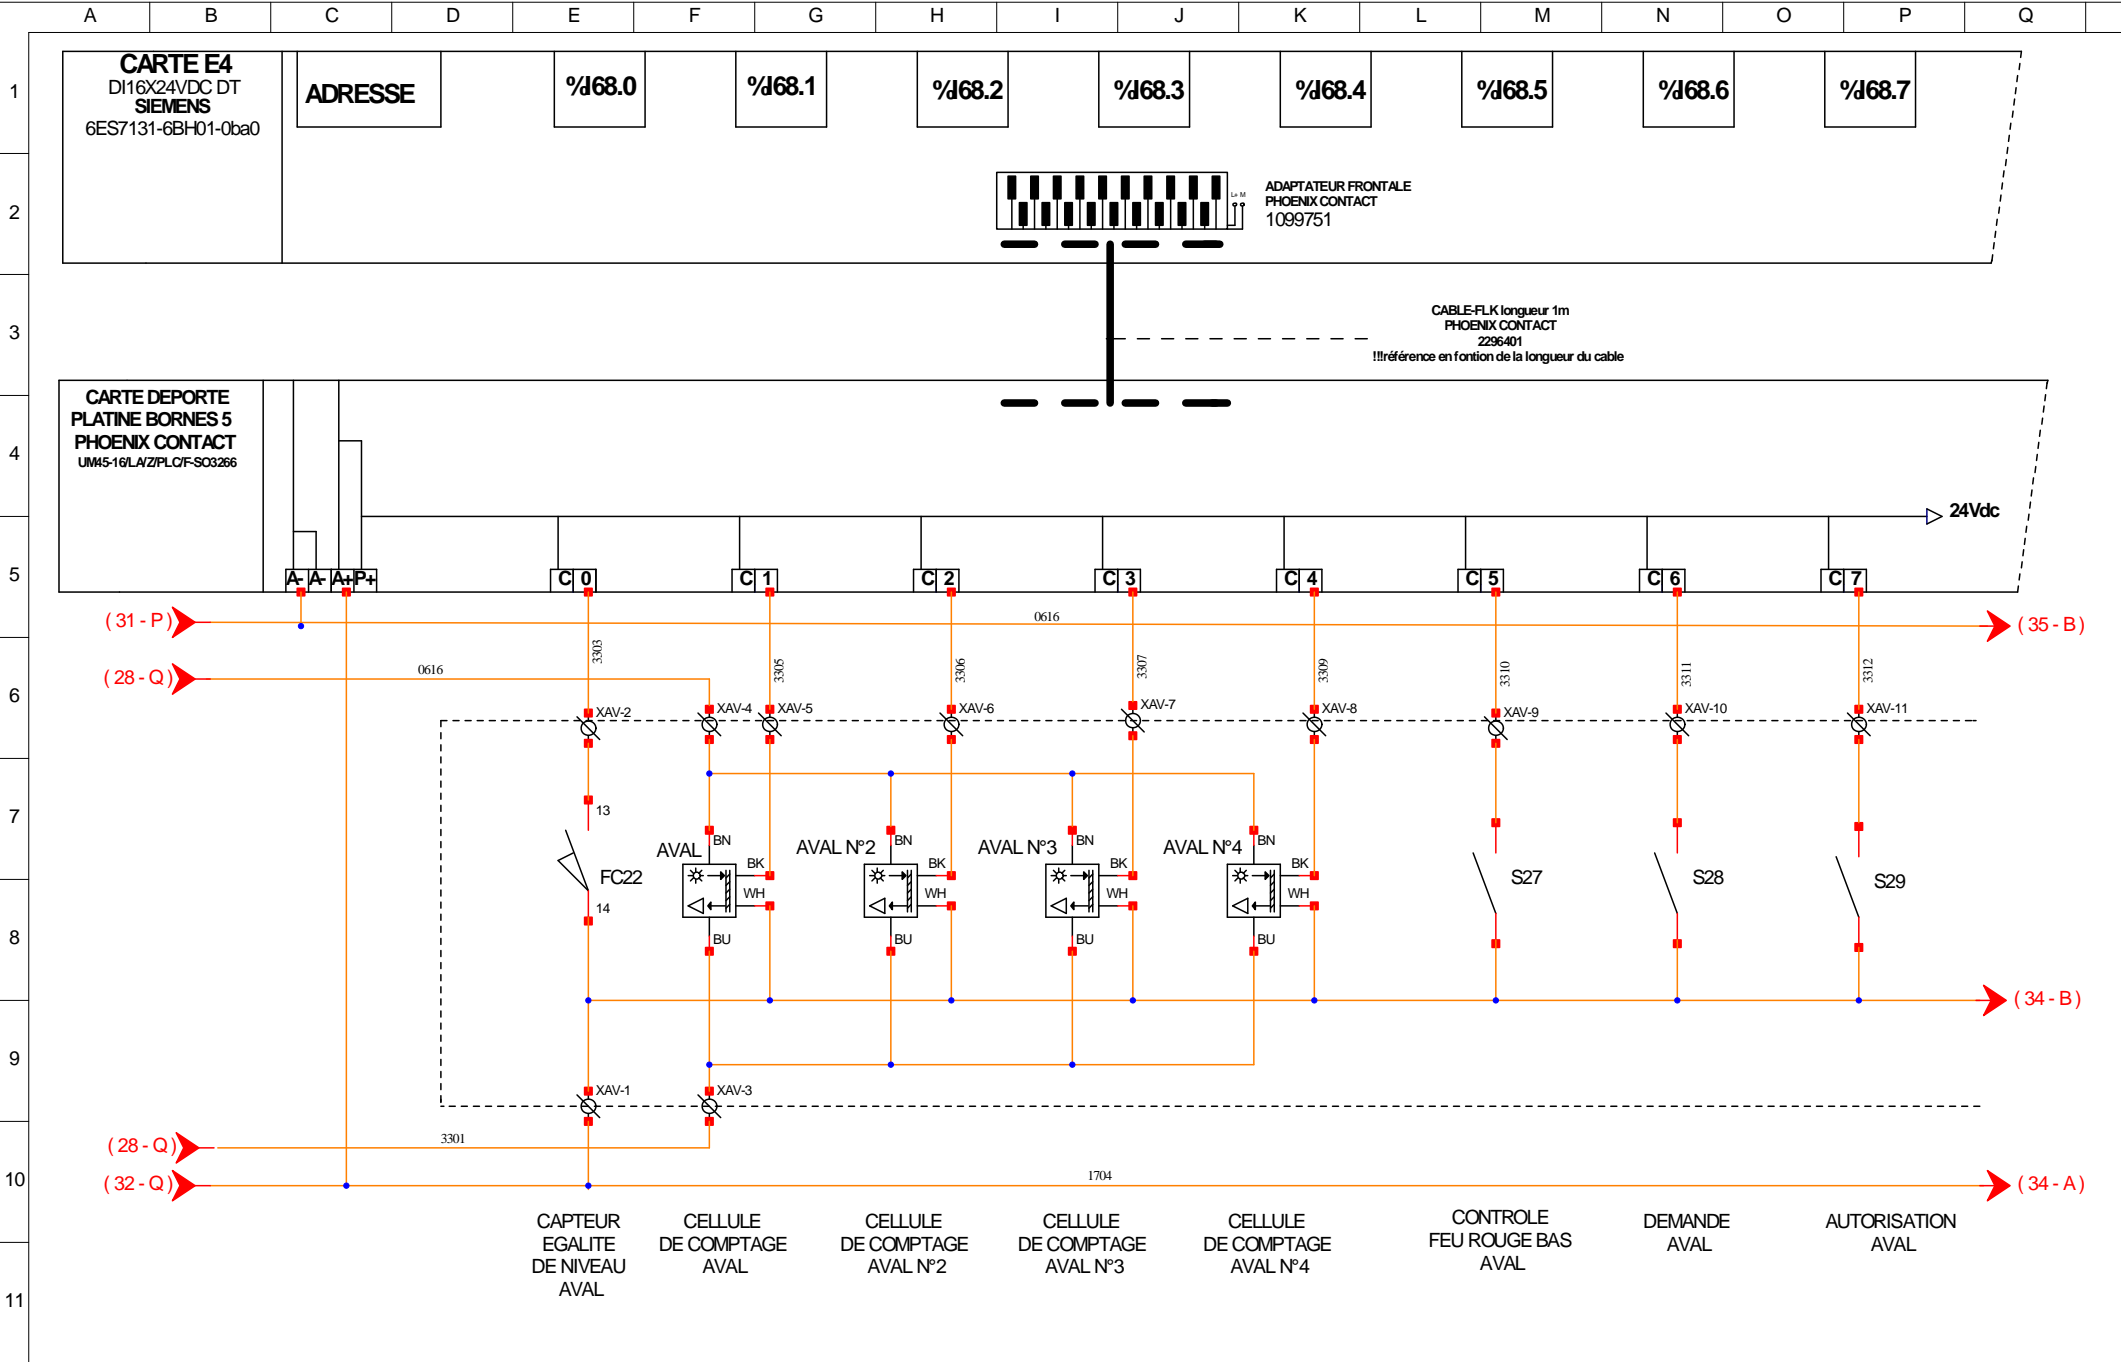 A B C D E F G H I J K L M N O P Q
1
CARTE E4
DI16X24VDC DT
SIEMENS
6ES7131-6BH01-0ba0
ADRESSE
%I68.0 %I68.1 %I68.2 %I68.3 %I68.4 %I68.5 %I68.6 %I68.7
2
L+ M
ADAPTATEUR FRONTALE
PHOENIX CONTACT
1099751
3
CABLE-FLK longueur 1m
PHOENIX CONTACT
2296401
!!!référence en fontion de la longueur du cable
4
CARTE DEPORTE
PLATINE BORNES 5
PHOENIX CONTACT
UM45-16/LA/Z/PLC/F-SO3266
24Vdc
5
A- A- A+ P+ C 0 C 1 C 2 C 3 C 4 C 5 C 6 C 7
( 31 - P ) 0616 ( 35 - B )
6
( 28 - Q ) 0616 3303 3305 3306 3307 3309 3310 3311 3312
XAV-2 XAV-4 XAV-5 XAV-6 XAV-7 XAV-8 XAV-9 XAV-10 XAV-11
7
13 BN BN BN BN
AVAL AVAL N°2 AVAL N°3 AVAL N°4
BK BK BK BK
FC22 S27 S28 S29
WH WH WH WH
14
8
BU BU BU BU
( 34 - B )
9
XAV-1 XAV-3
( 28 - Q ) 3301
10
( 32 - Q ) 1704 ( 34 - A )
CAPTEUR
EGALITE
DE NIVEAU
AVAL
CELLULE
DE COMPTAGE
AVAL
CELLULE
DE COMPTAGE
AVAL N°2
CELLULE
DE COMPTAGE
AVAL N°3
CELLULE
DE COMPTAGE
AVAL N°4
CONTROLE
FEU ROUGE BAS
AVAL
DEMANDE
AVAL
AUTORISATION
AVAL
11